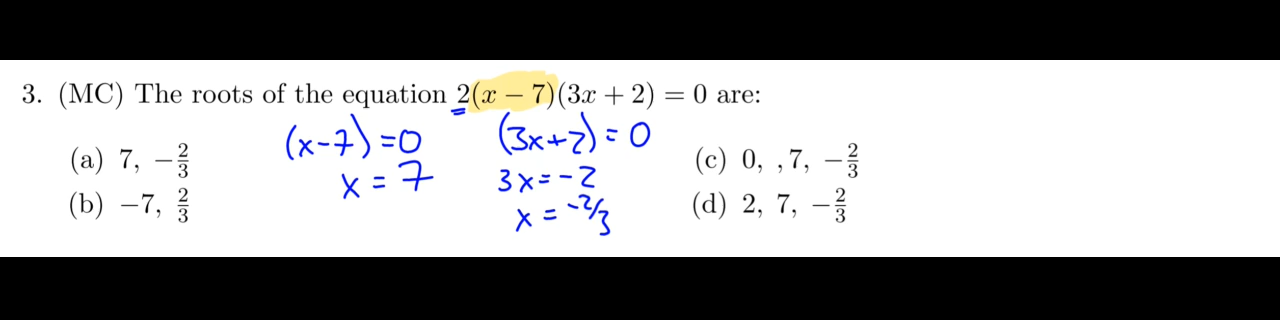 3. (MC) The roots of the equation 2(x − 7)(3x + 2) = 0 are:
(x-7)=0
(3x+2)=0
(a) 7, −2/3
x = 7
3x=-2
(c) 0, , 7, −2/3
(b) −7, 2/3
x = -2/3
(d) 2, 7, −2/3